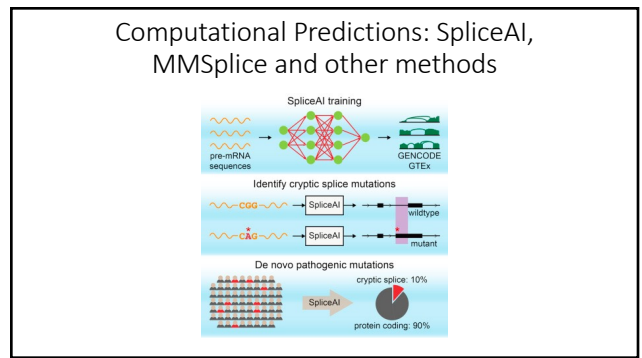 Computational Predictions: SpliceAI,
MMSplice and other methods
SpliceAI training
pre-mRNA
sequences
GENCODE
GTEx
Identify cryptic splice mutations
CGG
SpliceAI
wildtype
*
*
CAG
SpliceAI
mutant
De novo pathogenic mutations
cryptic splice: 10%
SpliceAI
protein coding: 90%